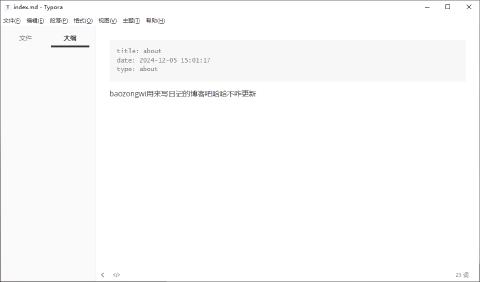 index.md - Typora
文件(F) 编辑(E) 段落(P) 格式(O) 视图(V) 主题(T) 帮助(H)
文件 大纲
title: about
date: 2024-12-05 15:01:17
type: about
baozongwi用来写日记的博客吧哈哈不咋更新
23 词